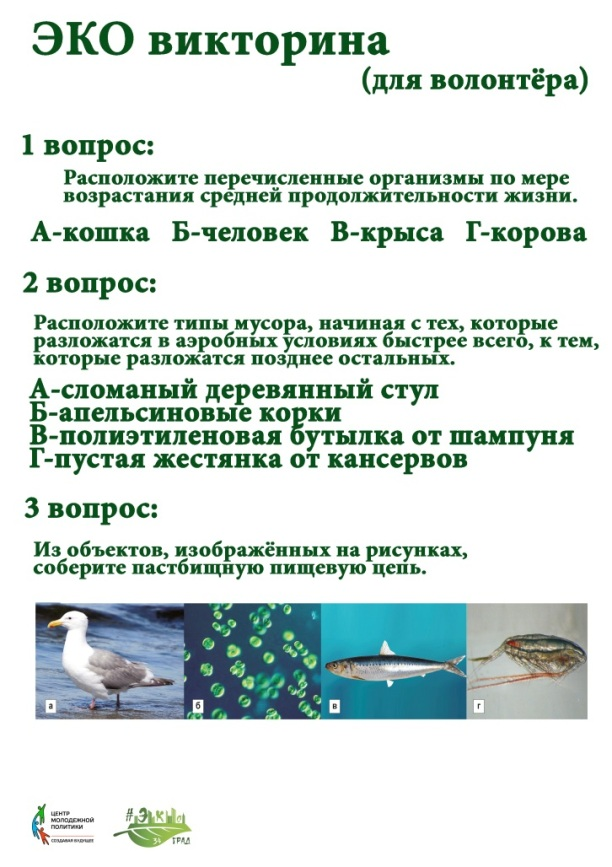 ЭКО викторина
(для волонтёра)
1 вопрос:
Расположите перечисленные организмы по мере
возрастания средней продолжительности жизни.
А-кошка Б-человек В-крыса Г-корова
2 вопрос:
Расположите типы мусора, начиная с тех, которые
разложатся в аэробных условиях быстрее всего, к тем,
которые разложатся позднее остальных.
А-сломаный деревянный стул
Б-апельсиновые корки
В-полиэтиленовая бутылка от шампуня
Г-пустая жестянка от кансервов
3 вопрос:
Из объектов, изображённых на рисунках,
соберите пастбищную пищевую цепь.
а б в г
ЦЕНТР
МОЛОДЕЖНОЙ
ПОЛИТИКИ
СОЗДАВАЯ БУДУЩЕЕ